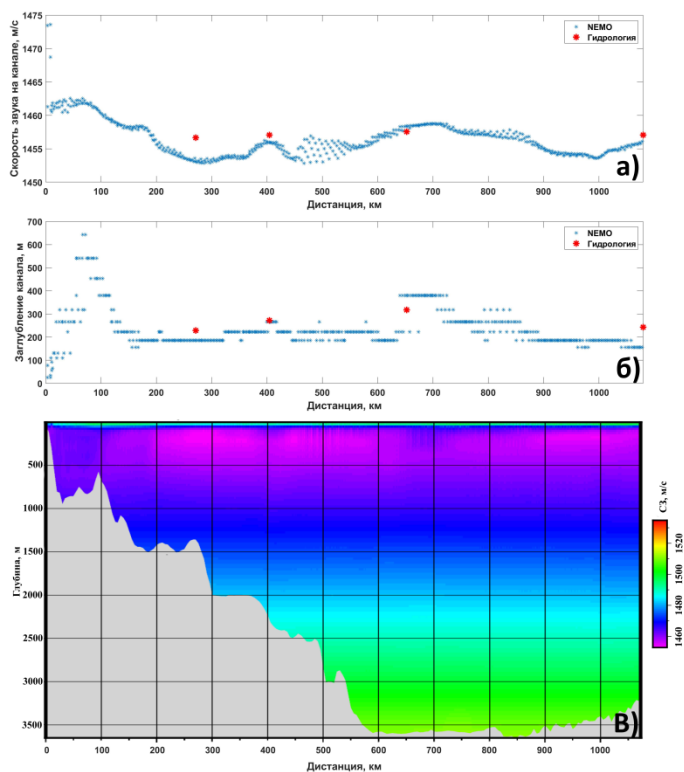 1475
1470
1465
1460
1455
1450
Скорость звука на канале, м/с
NEMO
Гидрология
а)
0 100 200 300 400 500 600 700 800 900 1000
Дистанция, км
700
600
500
400
300
200
100
0
Заглубление канала, м
NEMO
Гидрология
б)
0 100 200 300 400 500 600 700 800 900 1000
Дистанция, км
500
1000
1500
2000
2500
3000
3500
Глубина, м
В)
0 100 200 300 400 500 600 700 800 900 1000
Дистанция, км
СЗ, м/с
1520
1500
1480
1460